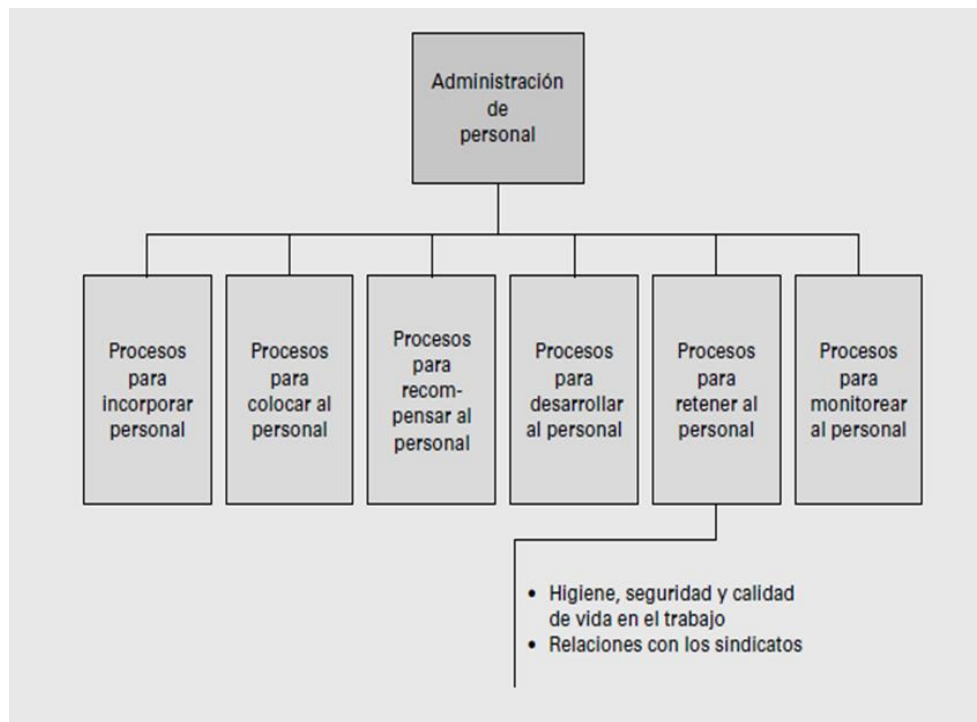 Administración
de
personal
Procesos
para
incorporar
personal
Procesos
para
colocar al
personal
Procesos
para
recom-
pensar al
personal
Procesos
para
desarrollar
al personal
Procesos
para
retener al
personal
Procesos
para
monitorear
al personal
• Higiene, seguridad y calidad
de vida en el trabajo
• Relaciones con los sindicatos